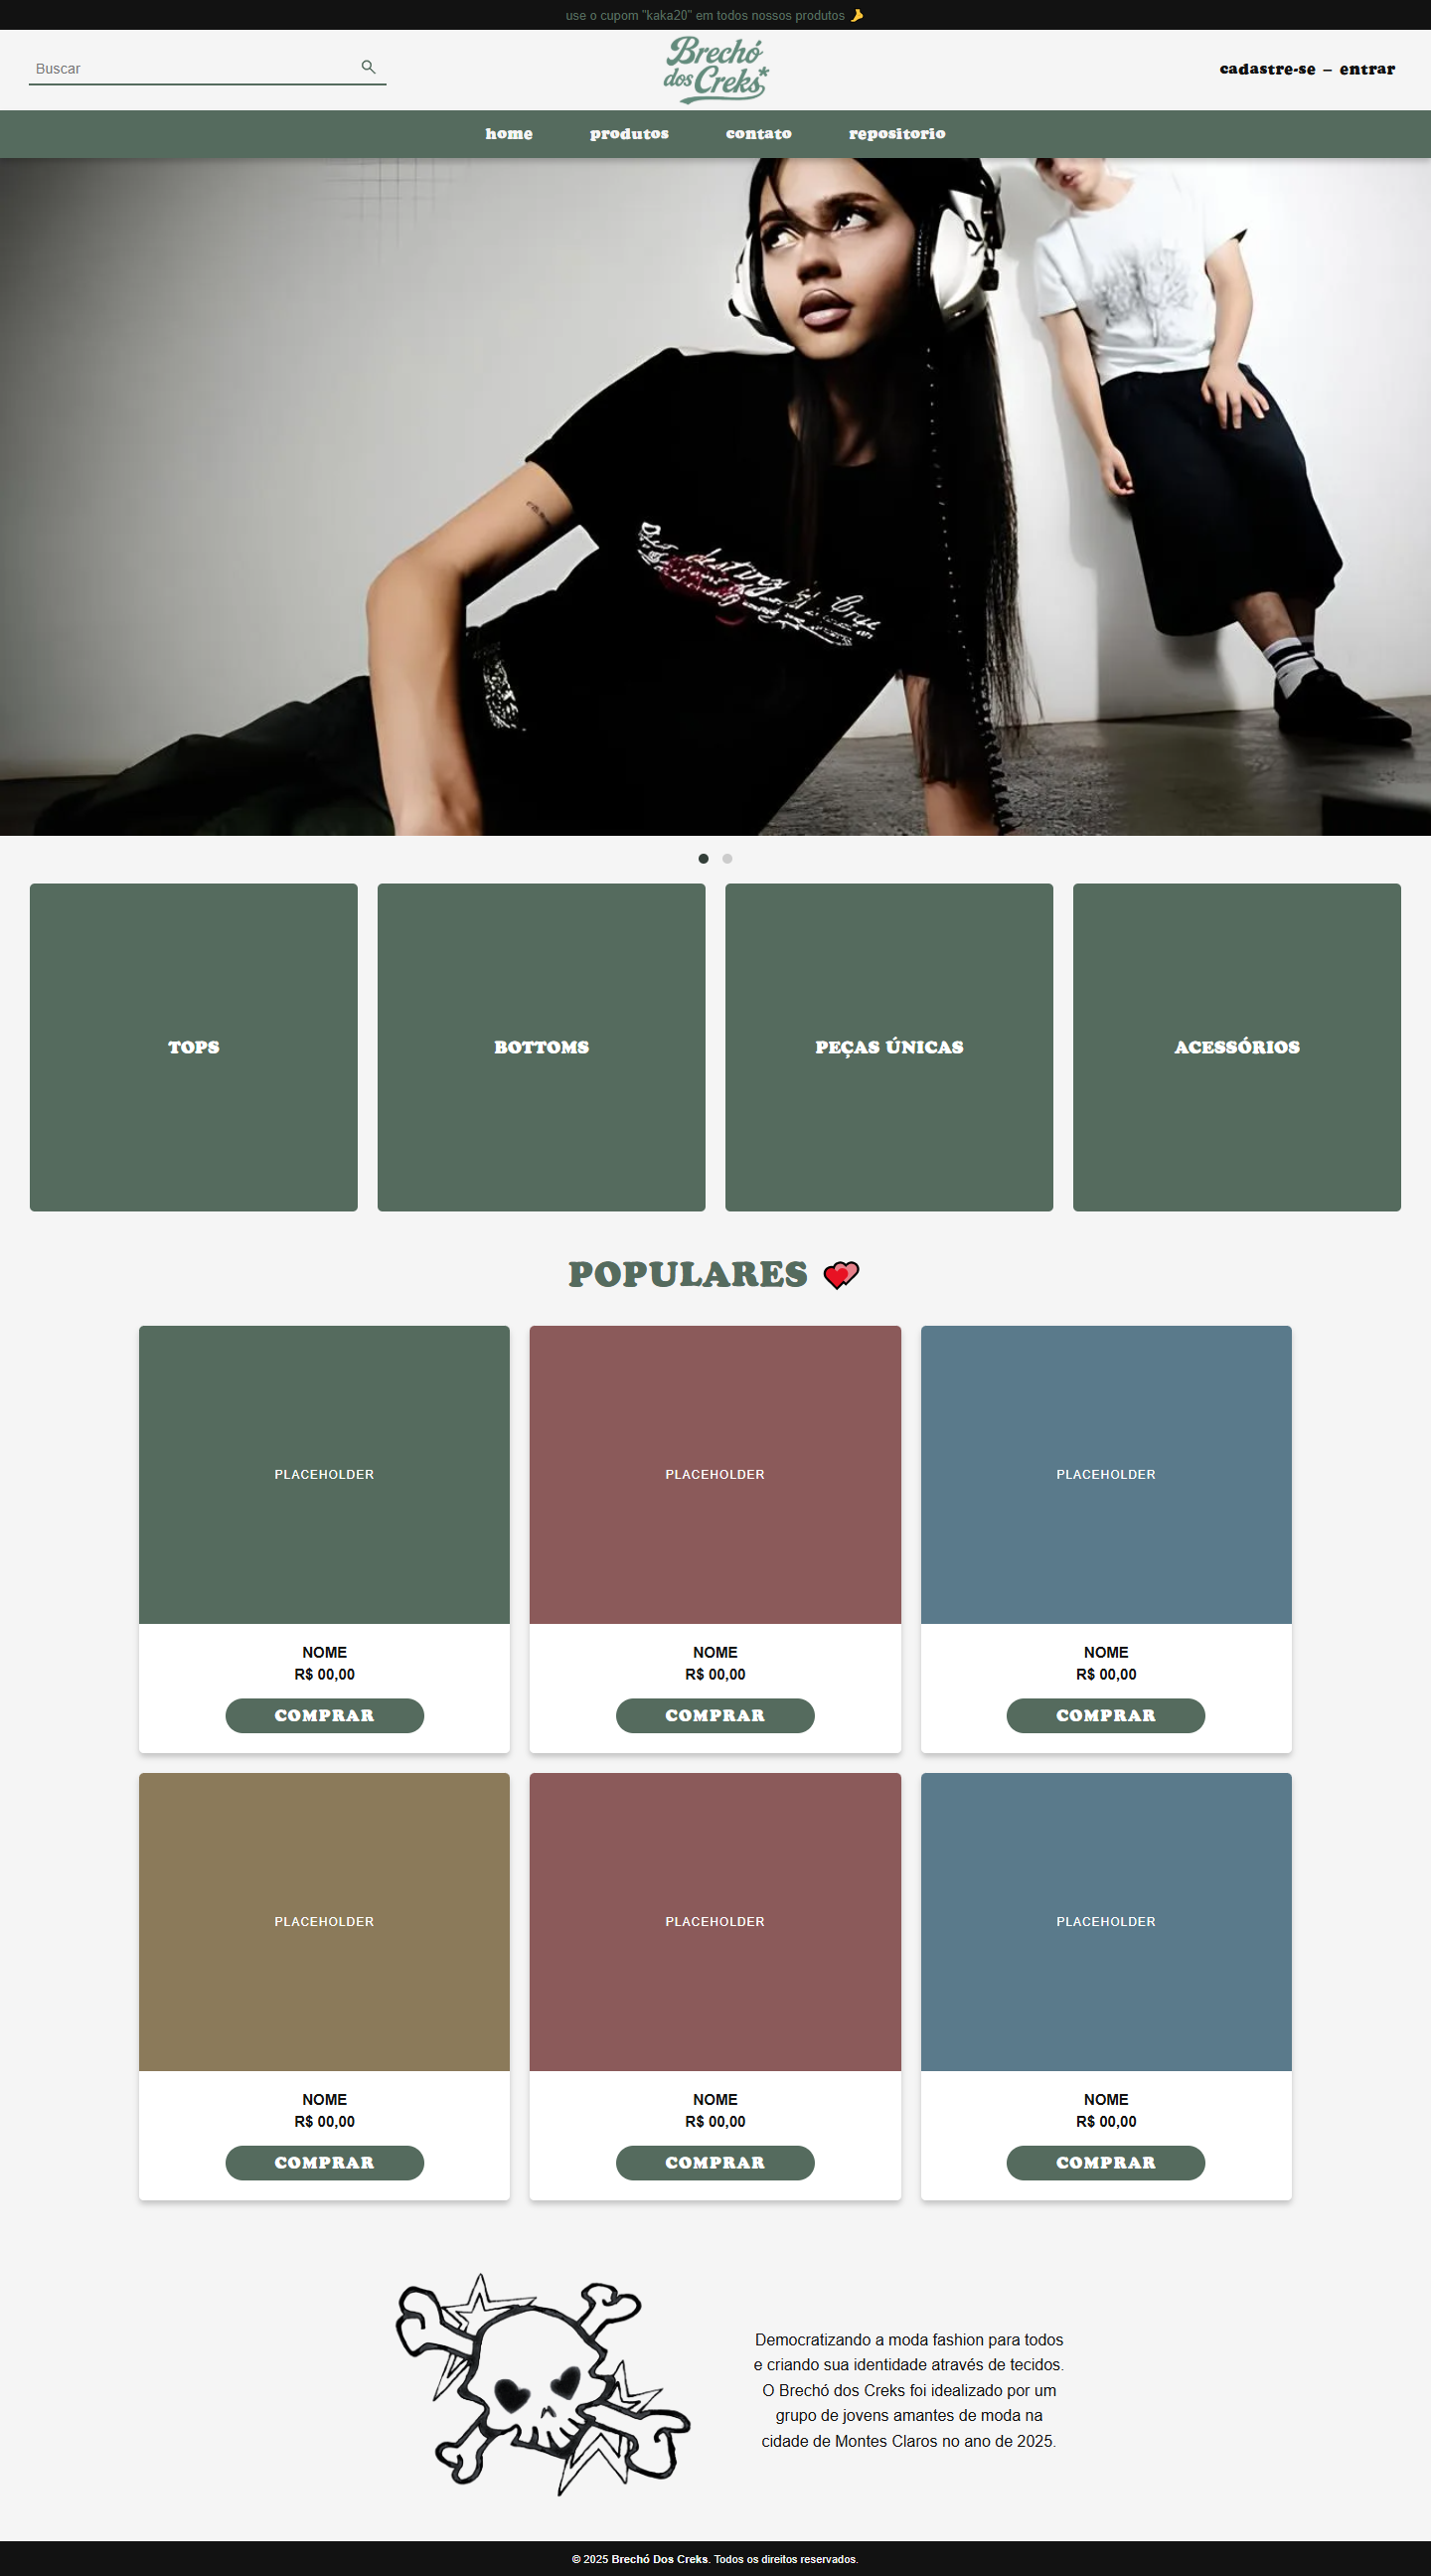 use o cupom "kaka20" em todos nossos produtos
Buscar
Brechó
dos Creks*
cadastre-se – entrar
home produtos contato repositorio
TOPS BOTTOMS PEÇAS ÚNICAS ACESSÓRIOS
POPULARES
PLACEHOLDER PLACEHOLDER PLACEHOLDER
NOME NOME NOME
R$ 00,00 R$ 00,00 R$ 00,00
COMPRAR COMPRAR COMPRAR
PLACEHOLDER PLACEHOLDER PLACEHOLDER
NOME NOME NOME
R$ 00,00 R$ 00,00 R$ 00,00
COMPRAR COMPRAR COMPRAR
Democratizando a moda fashion para todos
e criando sua identidade através de tecidos.
O Brechó dos Creks foi idealizado por um
grupo de jovens amantes de moda na
cidade de Montes Claros no ano de 2025.
© 2025 Brechó Dos Creks. Todos os direitos reservados.